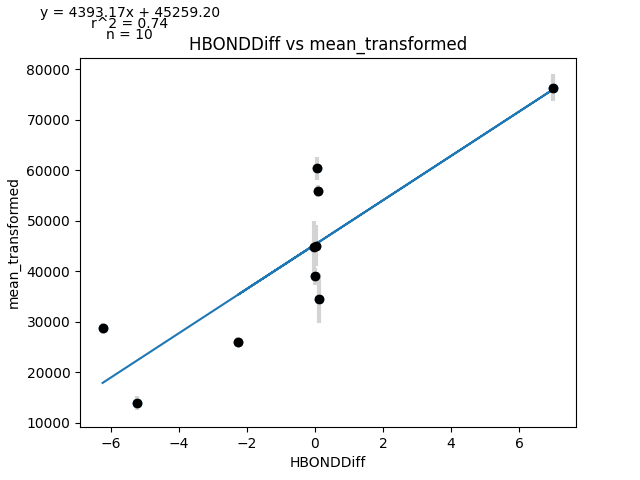 y = 4393.17x + 45259.20
r^2 = 0.74
n = 10
HBONDDiff vs mean_transformed
80000
70000
60000
50000
40000
30000
20000
10000
mean_transformed
−6
−4
−2
0
2
4
6
HBONDDiff